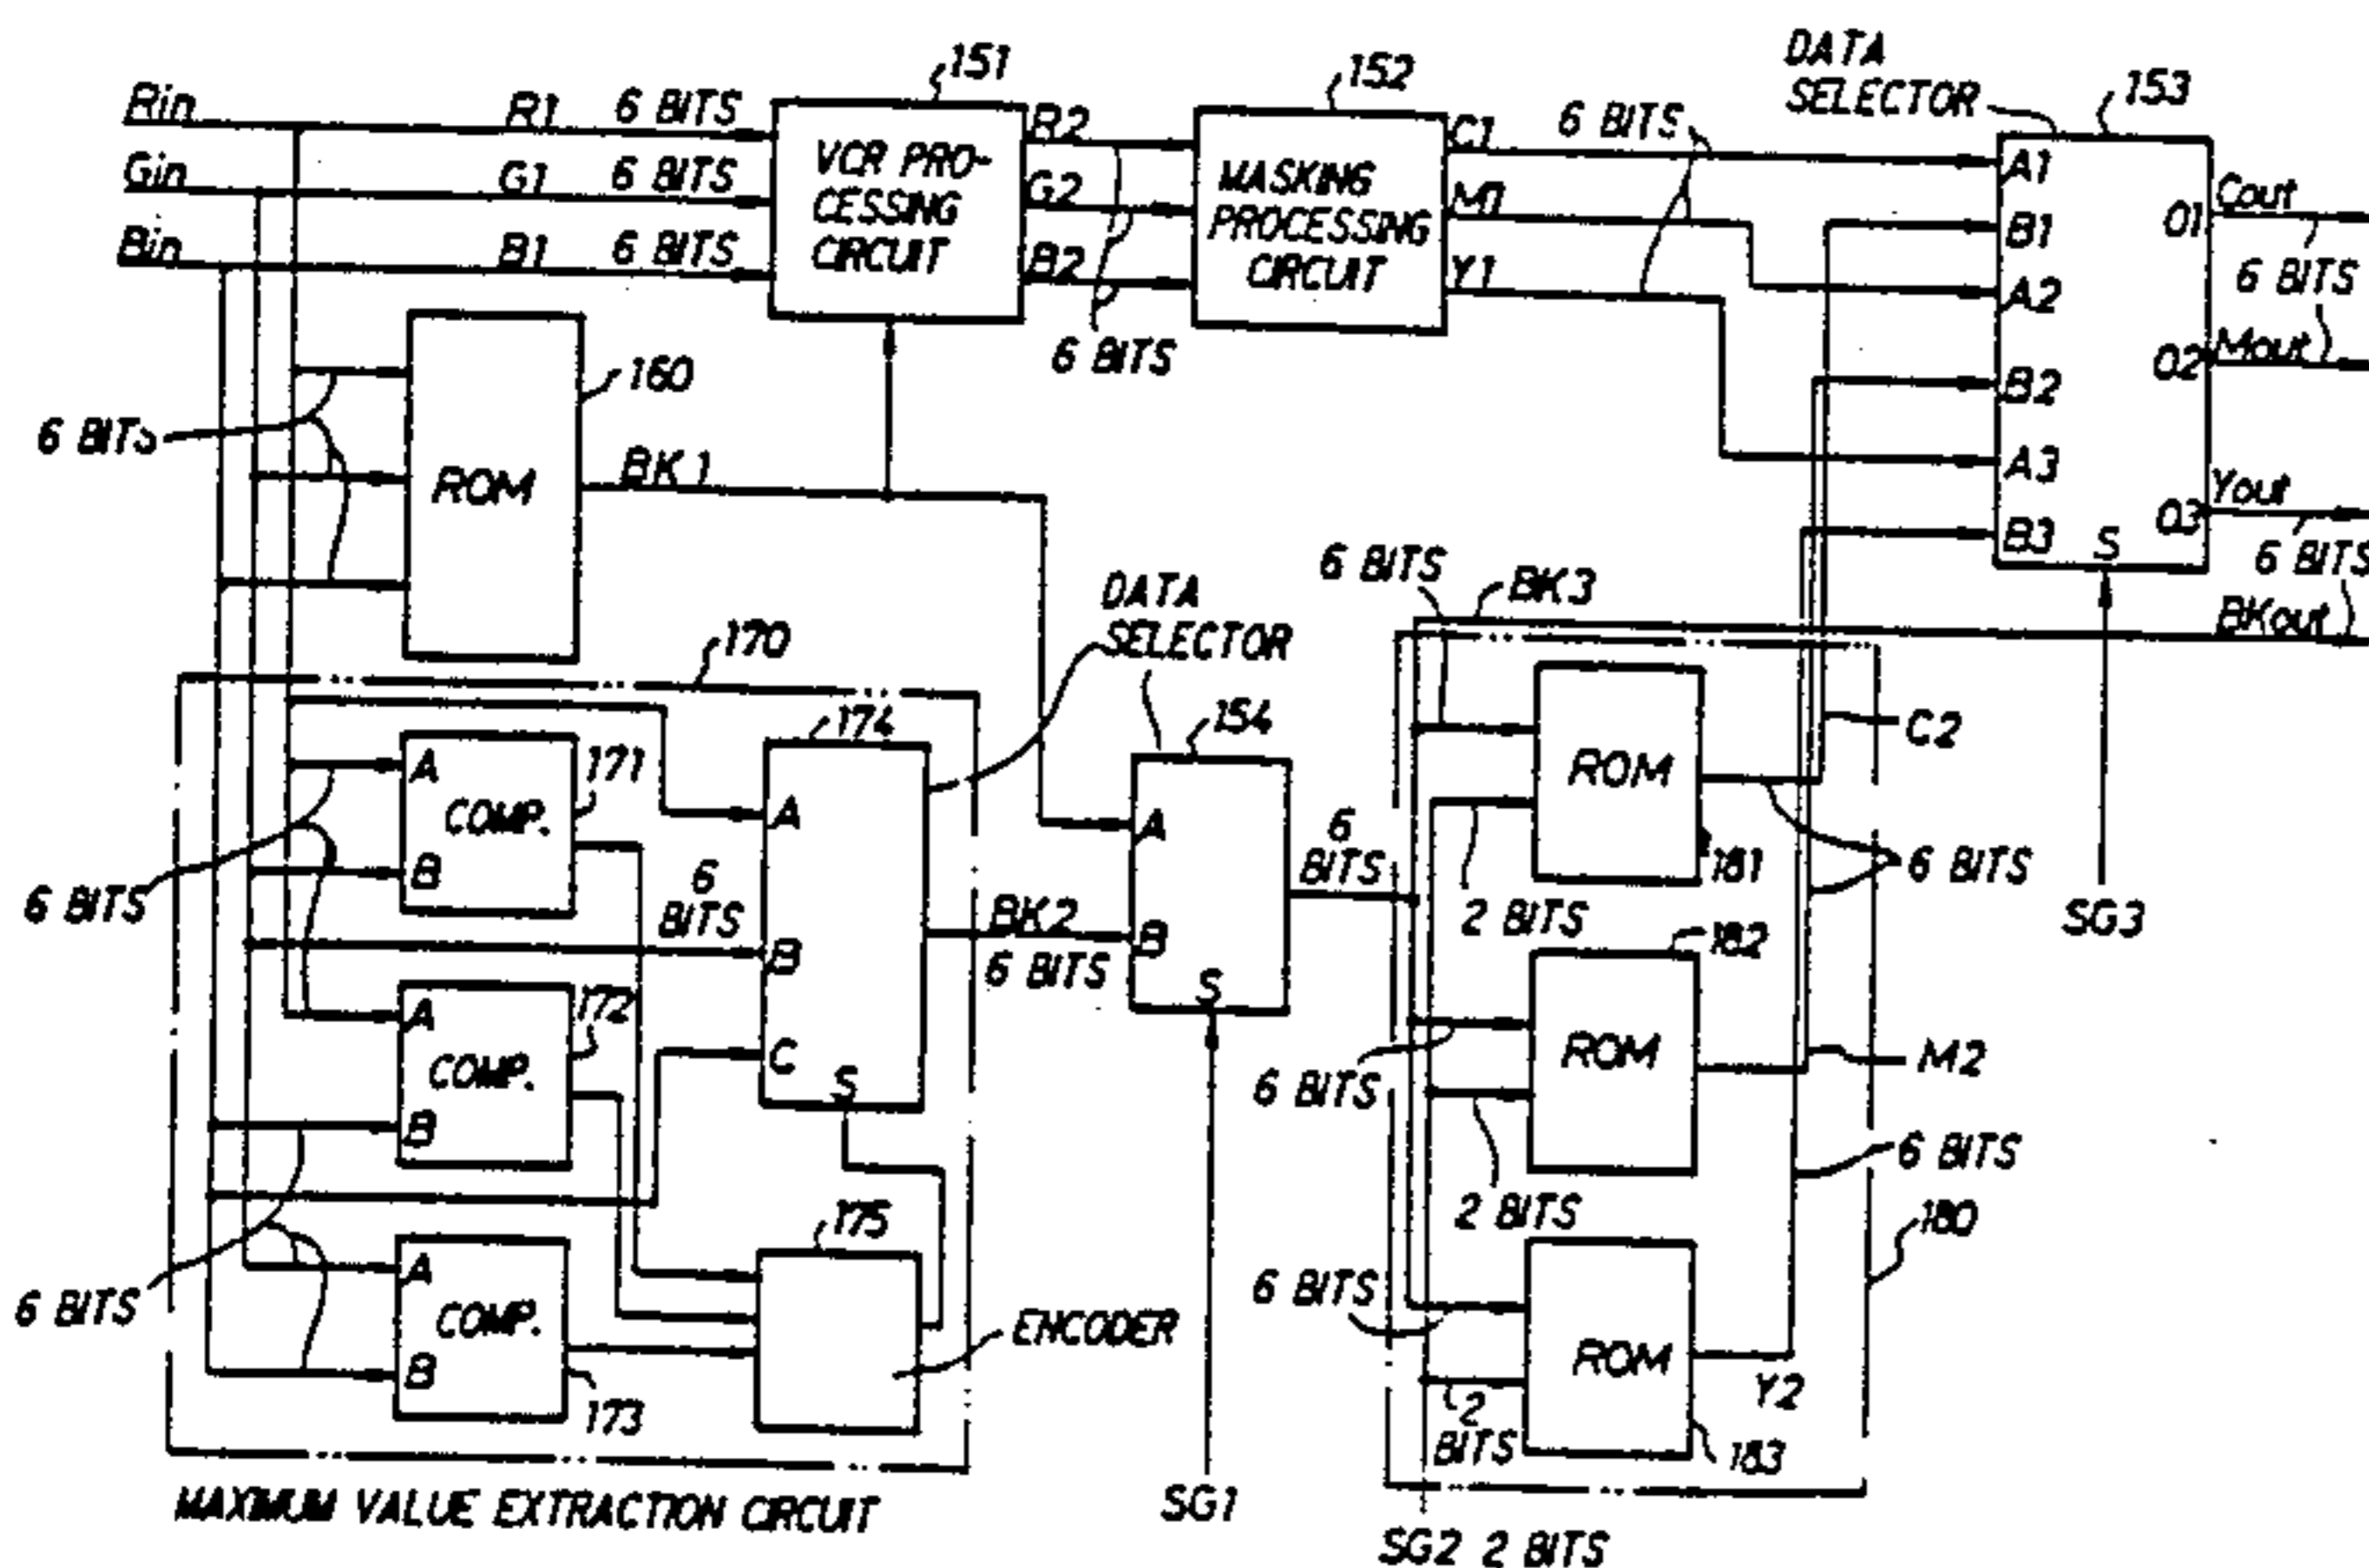 Rin R1 6 BITS
Gin G1 6 BITS
Bin B1 6 BITS
151
VCR PRO-
CESSING
CIRCUIT
R2
G2
B2
6 BITS
152
MASKING
PROCESSING
CIRCUIT
C1
M1
Y1
6 BITS
DATA
SELECTOR
153
A1
B1
A2
B2
A3
B3
S
O1
O2
O3
Cout
6 BITS
Mout
Yout
6 BITS
BKout
6 BITS
160
ROM
BK1
170
171
A
COMP.
B
6 BITS
172
A
COMP.
B
6 BITS
A
COMP.
B
173
174
A
6
BITS
B
C
S
175
ENCODER
MAXIMUM VALUE EXTRACTION CIRCUIT
DATA
SELECTOR
BK2
6 BITS
154
A
B
S
SG1
6
BITS
6 BITS
BK3
ROM
181
2 BITS
C2
6 BITS
182
ROM
6 BITS
2 BITS
M2
6 BITS
180
6 BITS
ROM
2
BITS
183
Y2
SG2 2 BITS
SG3